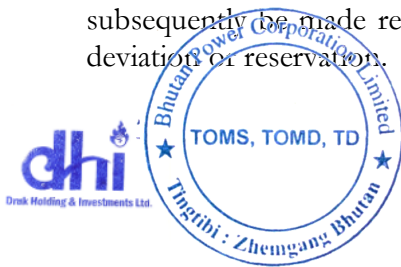 subsequently be made re
deviation or reservation.
Bhutan Power Corporation Limited
TOMS, TOMD, TD
Tingtibi : Zhemgang Bhutan
dhi
Druk Holding & Investments Ltd.